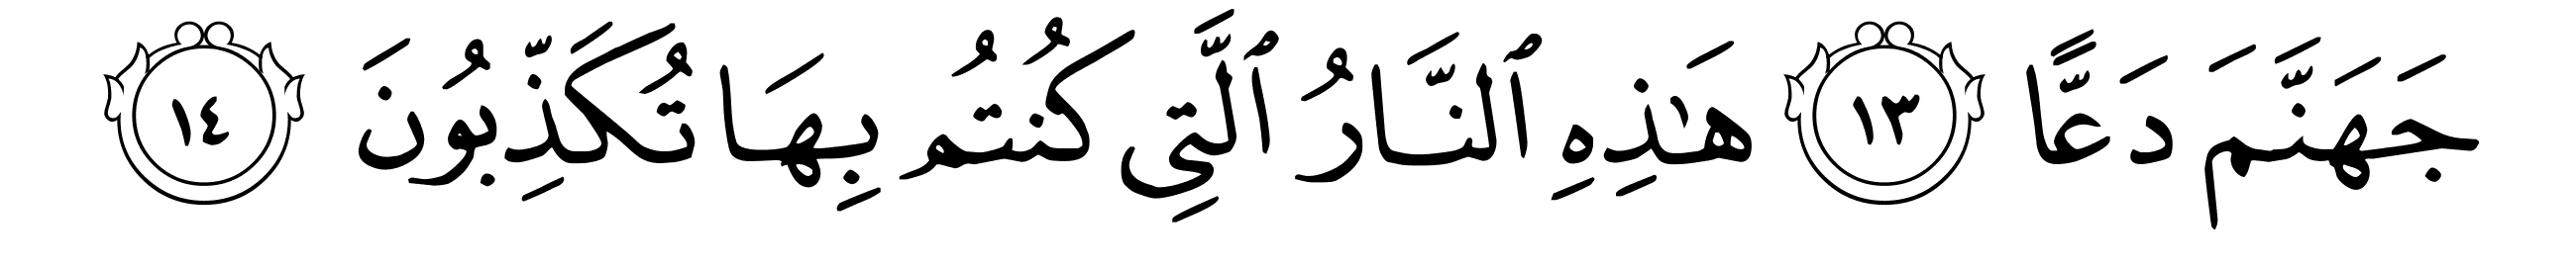 جَهَنَّمَ دَعًّا ١٣ هَٰذِهِ ٱلنَّارُ ٱلَّتِي كُنتُم بِهَا تُكَذِّبُونَ ١٤